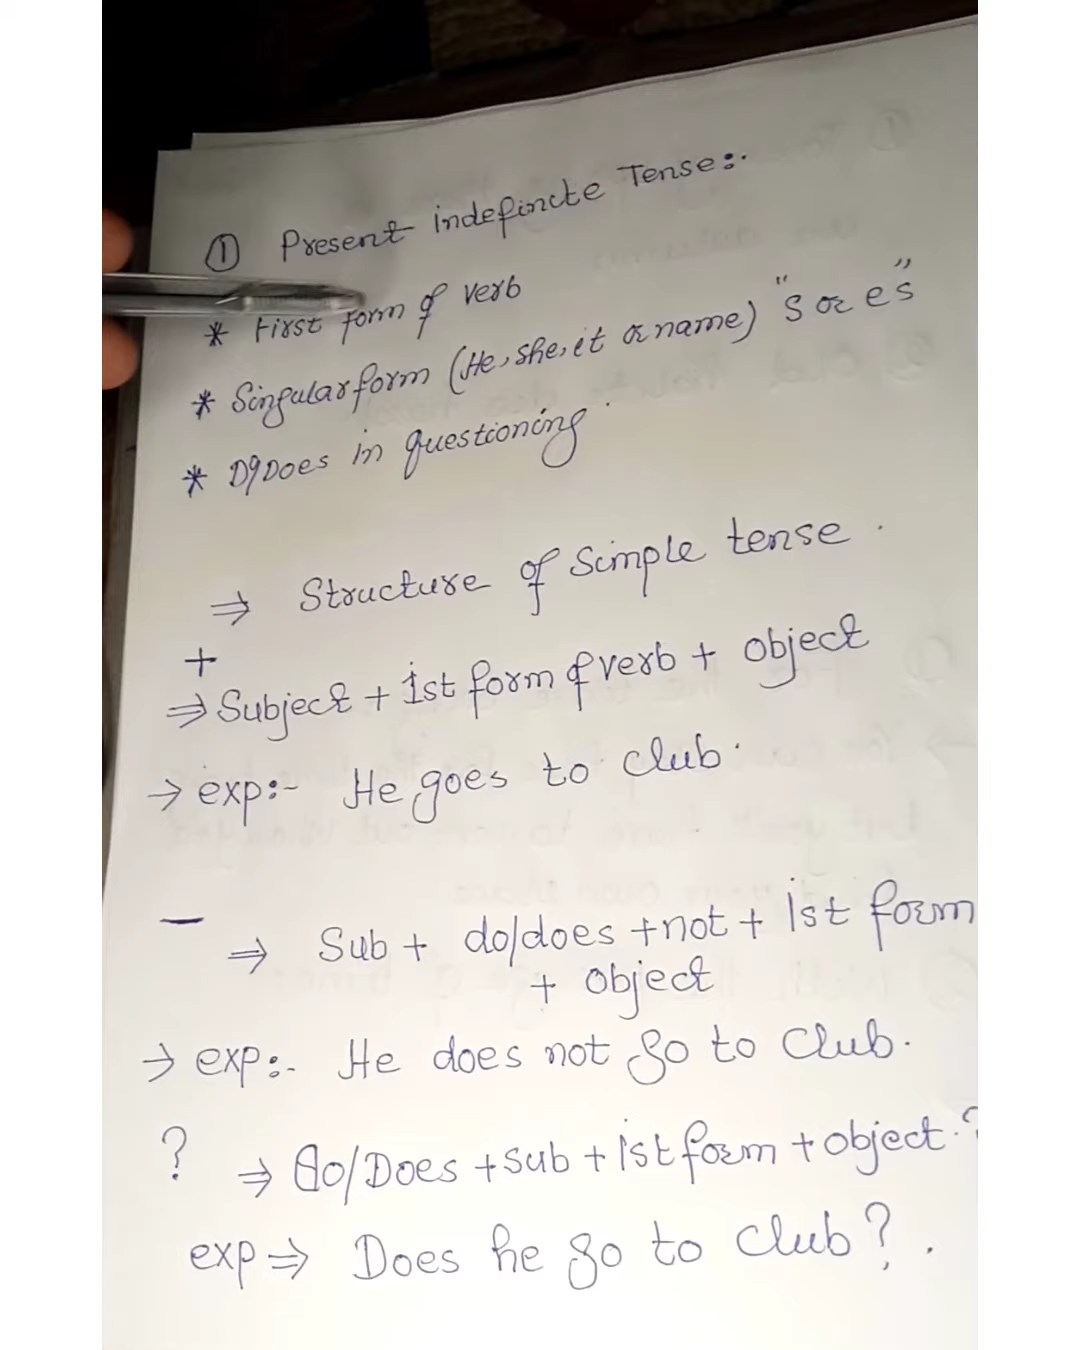 ① Present indefinite Tense:-
* First form of verb
* Singular form (He, she, it or name) "s or es"
* Do/Does in questioning.
⇒ Structure of Simple tense.
+
⇒ Subject + 1st form of verb + object
→ exp:- He goes to club.
—
⇒ Sub + do/does + not + 1st form
+ object
→ exp:- He does not go to Club.
? ⇒ Do/Does + sub + 1st form + object.?
exp ⇒ Does he go to club?.